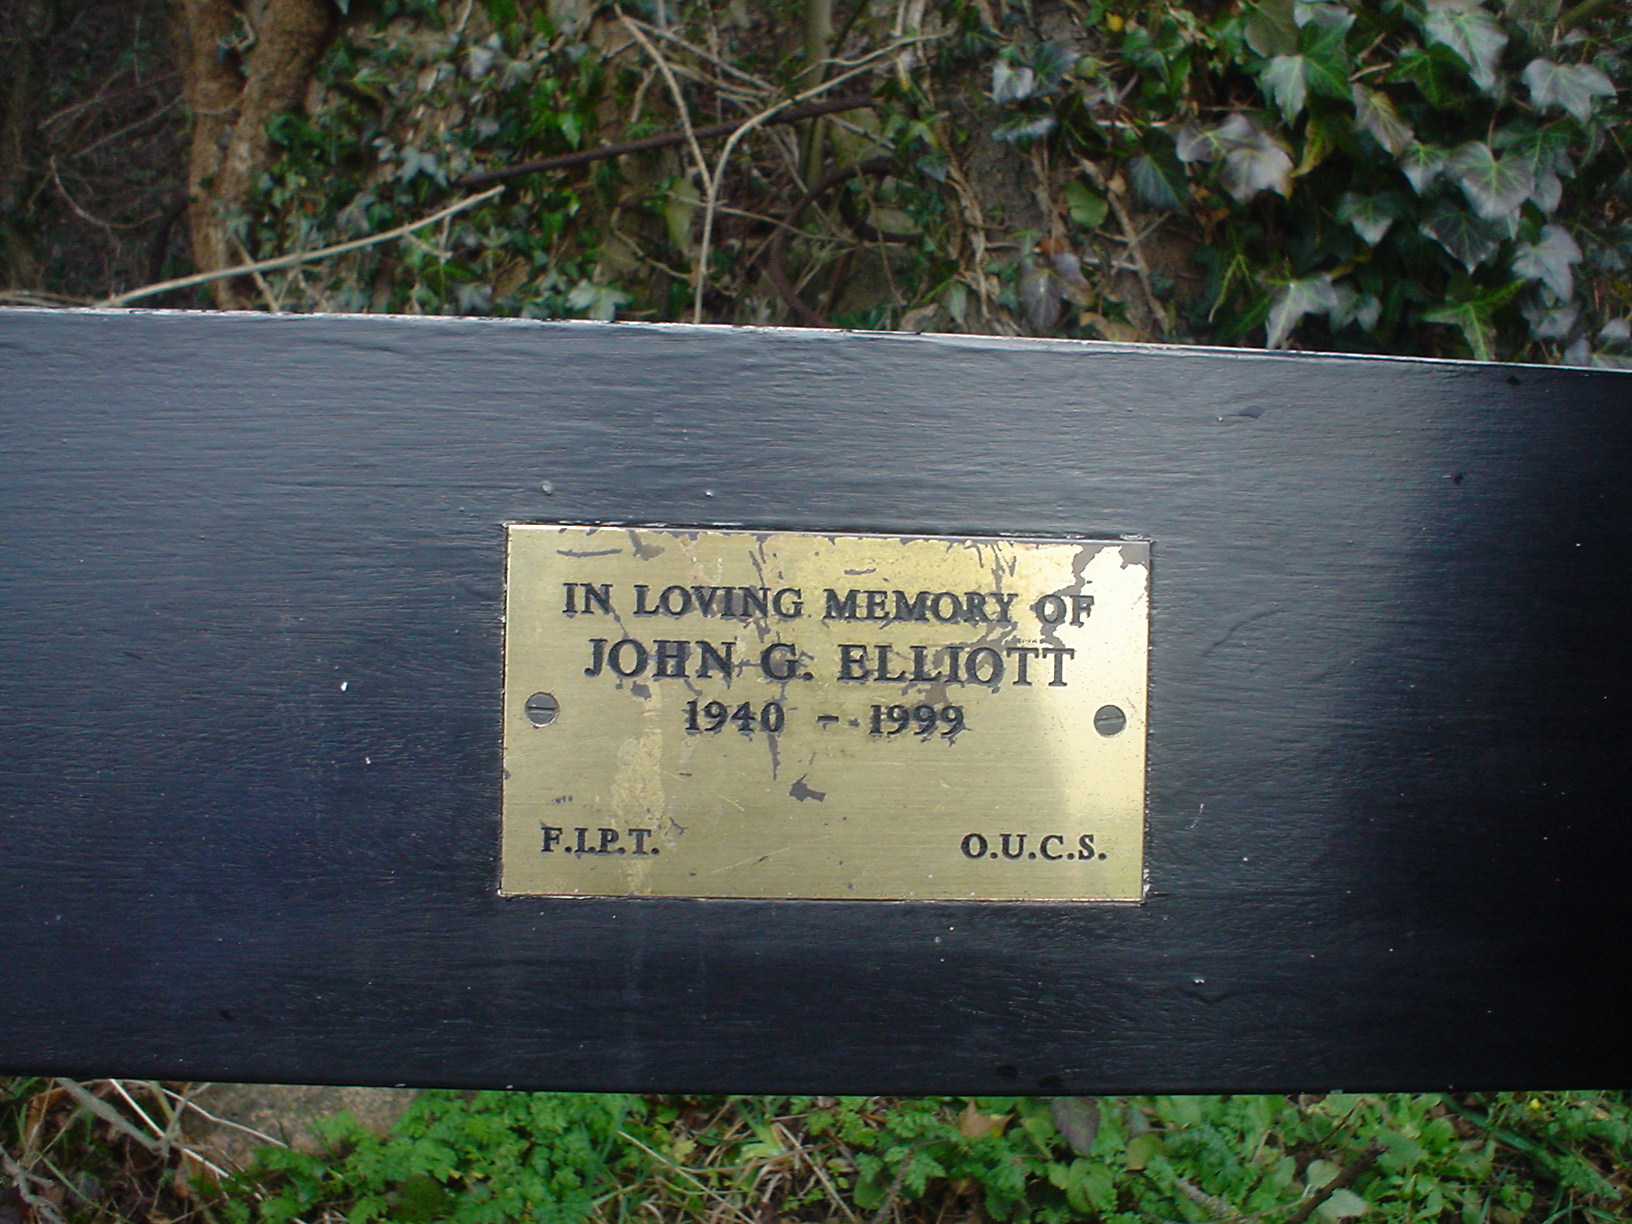 IN LOVING MEMORY OF
JOHN G. ELLIOTT
1940 - 1999
F.I.P.T. O.U.C.S.